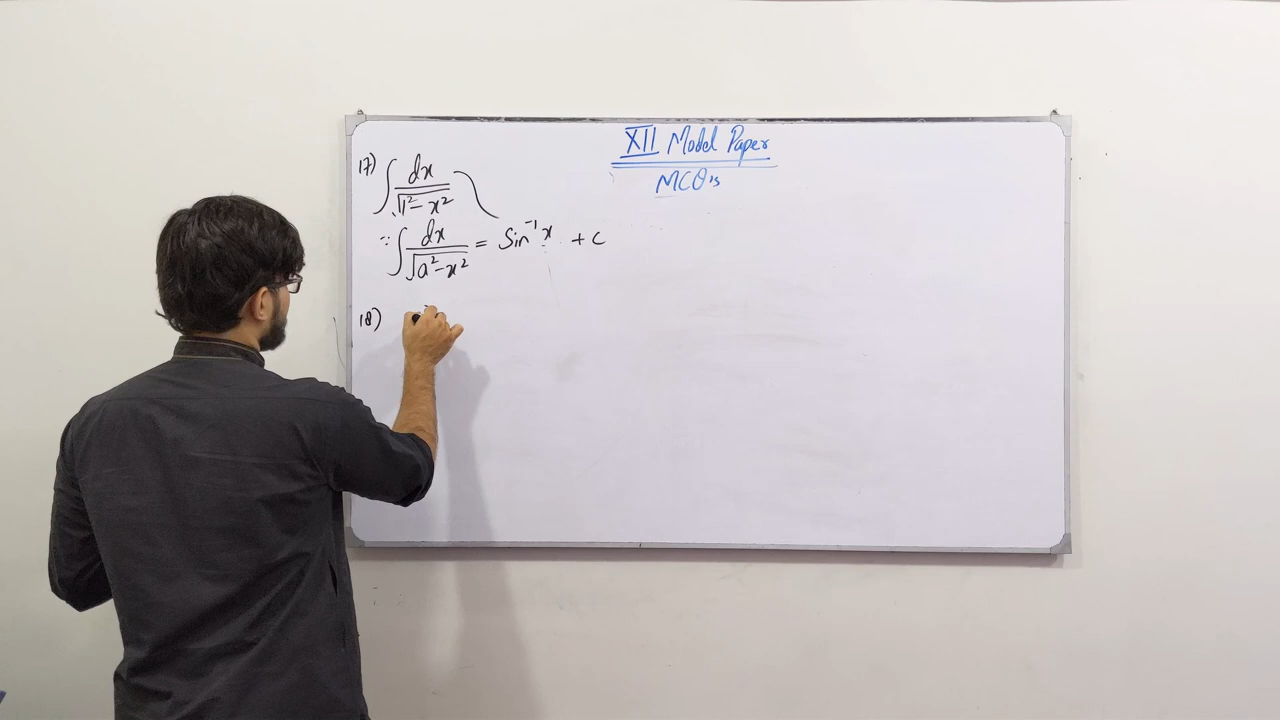 XII Model Paper
MCQ's
17) ∫ dx / √(1² - x²)
∵ ∫ dx / √(a² - x²) = Sin⁻¹ x + c
18)